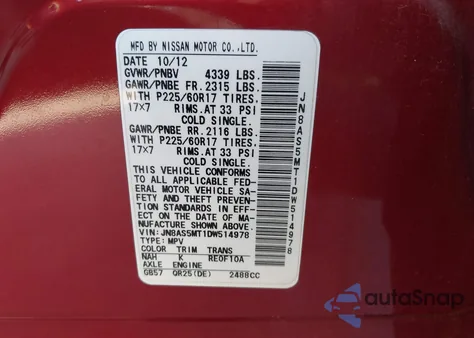 MFD BY NISSAN MOTOR CO.,LTD.
DATE 10/12
GVWR/PNBV 4339 LBS.
GAWR/PNBE FR. 2315 LBS.
WITH P225/60R17 TIRES,
17×7 RIMS.AT 33 PSI
COLD SINGLE.
GAWR/PNBE RR. 2116 LBS.
WITH P225/60R17 TIRES,
17×7 RIMS.AT 33 PSI
COLD SINGLE.
THIS VEHICLE CONFORMS
TO ALL APPLICABLE FED-
ERAL MOTOR VEHICLE SA-
FETY AND THEFT PREVEN-
TION STANDARDS IN EFF-
ECT ON THE DATE OF MA-
NUFACTURE SHOWN ABOVE.
VIN: JN8AS5MT1DW514978
TYPE: MPV
COLOR TRIM TRANS
NAH K RE0F10A
AXLE ENGINE
GB57 QR25(DE) 2488CC
JN8AS5MT1DW514978
autoSnap